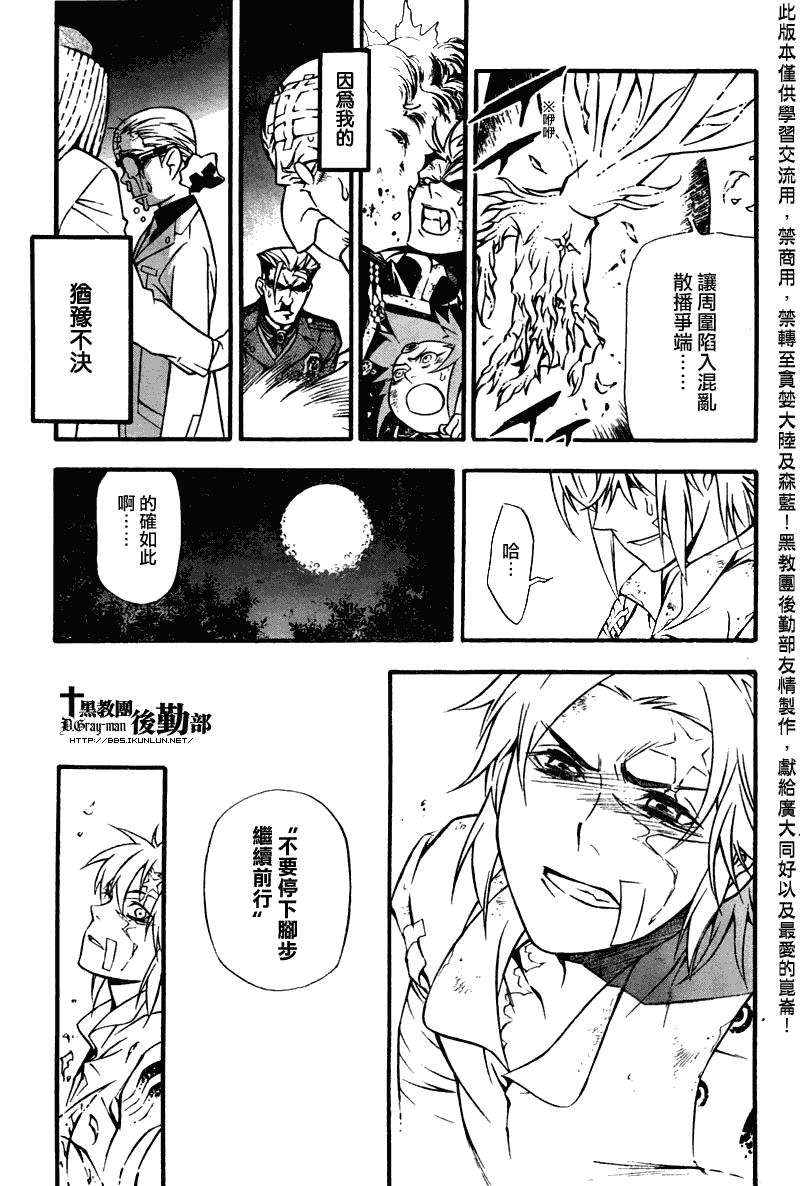 ※咿咿
讓周圍陷入混亂
散播爭端……
因為我的
猶豫不決
哈…
的確如此
啊……
黑教團
D.Gray-man 後勤部
HTTP://BBS.IKUNLUN.NET/
"不要停下腳步
繼續前行"
此版本僅供學習交流用，禁商用，禁轉至貪婪大陸及森藍！黑教團後勤部友情製作，獻給廣大同好以及最愛的崑崙！